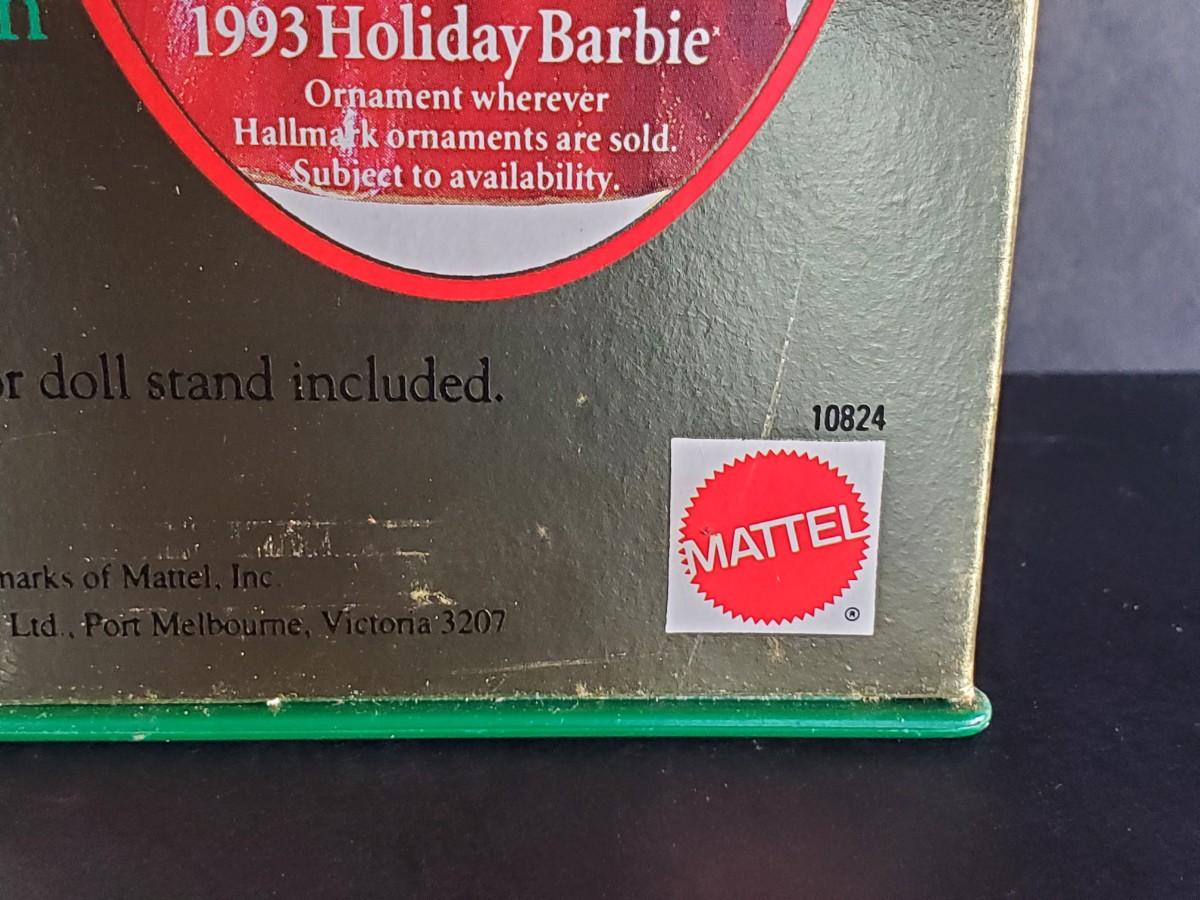 1993 Holiday Barbie
Ornament wherever
Hallmark ornaments are sold.
Subject to availability.
doll stand included.
10824
MATTEL
®
of Mattel, Inc.
Ltd., Port Melbourne, Victoria 3207